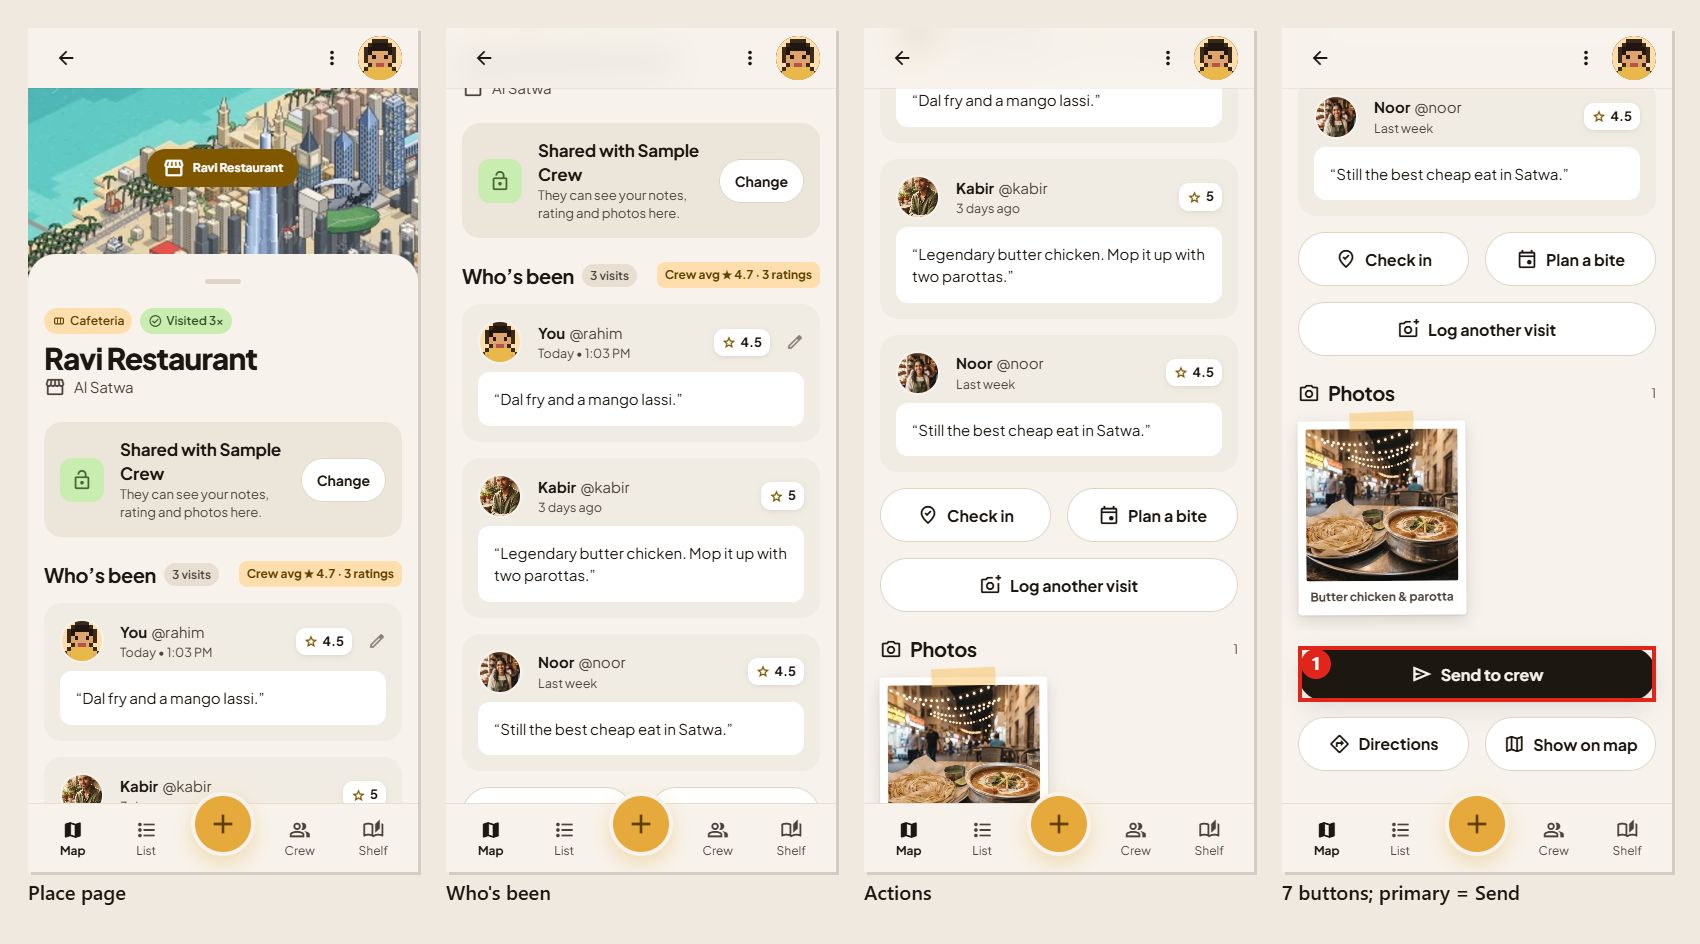 Ravi Restaurant
Cafeteria
Visited 3×
Ravi Restaurant
Al Satwa
Shared with Sample
Crew
They can see your notes,
rating and photos here.
Change
Who’s been
3 visits
Crew avg ★ 4.7 · 3 ratings
You @rahim
Today • 1:03 PM
4.5
“Dal fry and a mango lassi.”
Kabir @kabir
5
Map
List
Crew
Shelf
Place page
Al Satwa
Shared with Sample
Crew
They can see your notes,
rating and photos here.
Change
Who’s been
3 visits
Crew avg ★ 4.7 · 3 ratings
You @rahim
Today • 1:03 PM
4.5
“Dal fry and a mango lassi.”
Kabir @kabir
3 days ago
5
“Legendary butter chicken. Mop it up with
two parottas.”
Noor @noor
Last week
4.5
“Still the best cheap eat in Satwa.”
Map
List
Crew
Shelf
Who's been
“Dal fry and a mango lassi.”
Kabir @kabir
3 days ago
5
“Legendary butter chicken. Mop it up with
two parottas.”
Noor @noor
Last week
4.5
“Still the best cheap eat in Satwa.”
Check in
Plan a bite
Log another visit
Photos
1
Map
List
Crew
Shelf
Actions
Noor @noor
Last week
4.5
“Still the best cheap eat in Satwa.”
Check in
Plan a bite
Log another visit
Photos
1
Butter chicken & parotta
1
Send to crew
Directions
Show on map
Map
List
Crew
Shelf
7 buttons; primary = Send